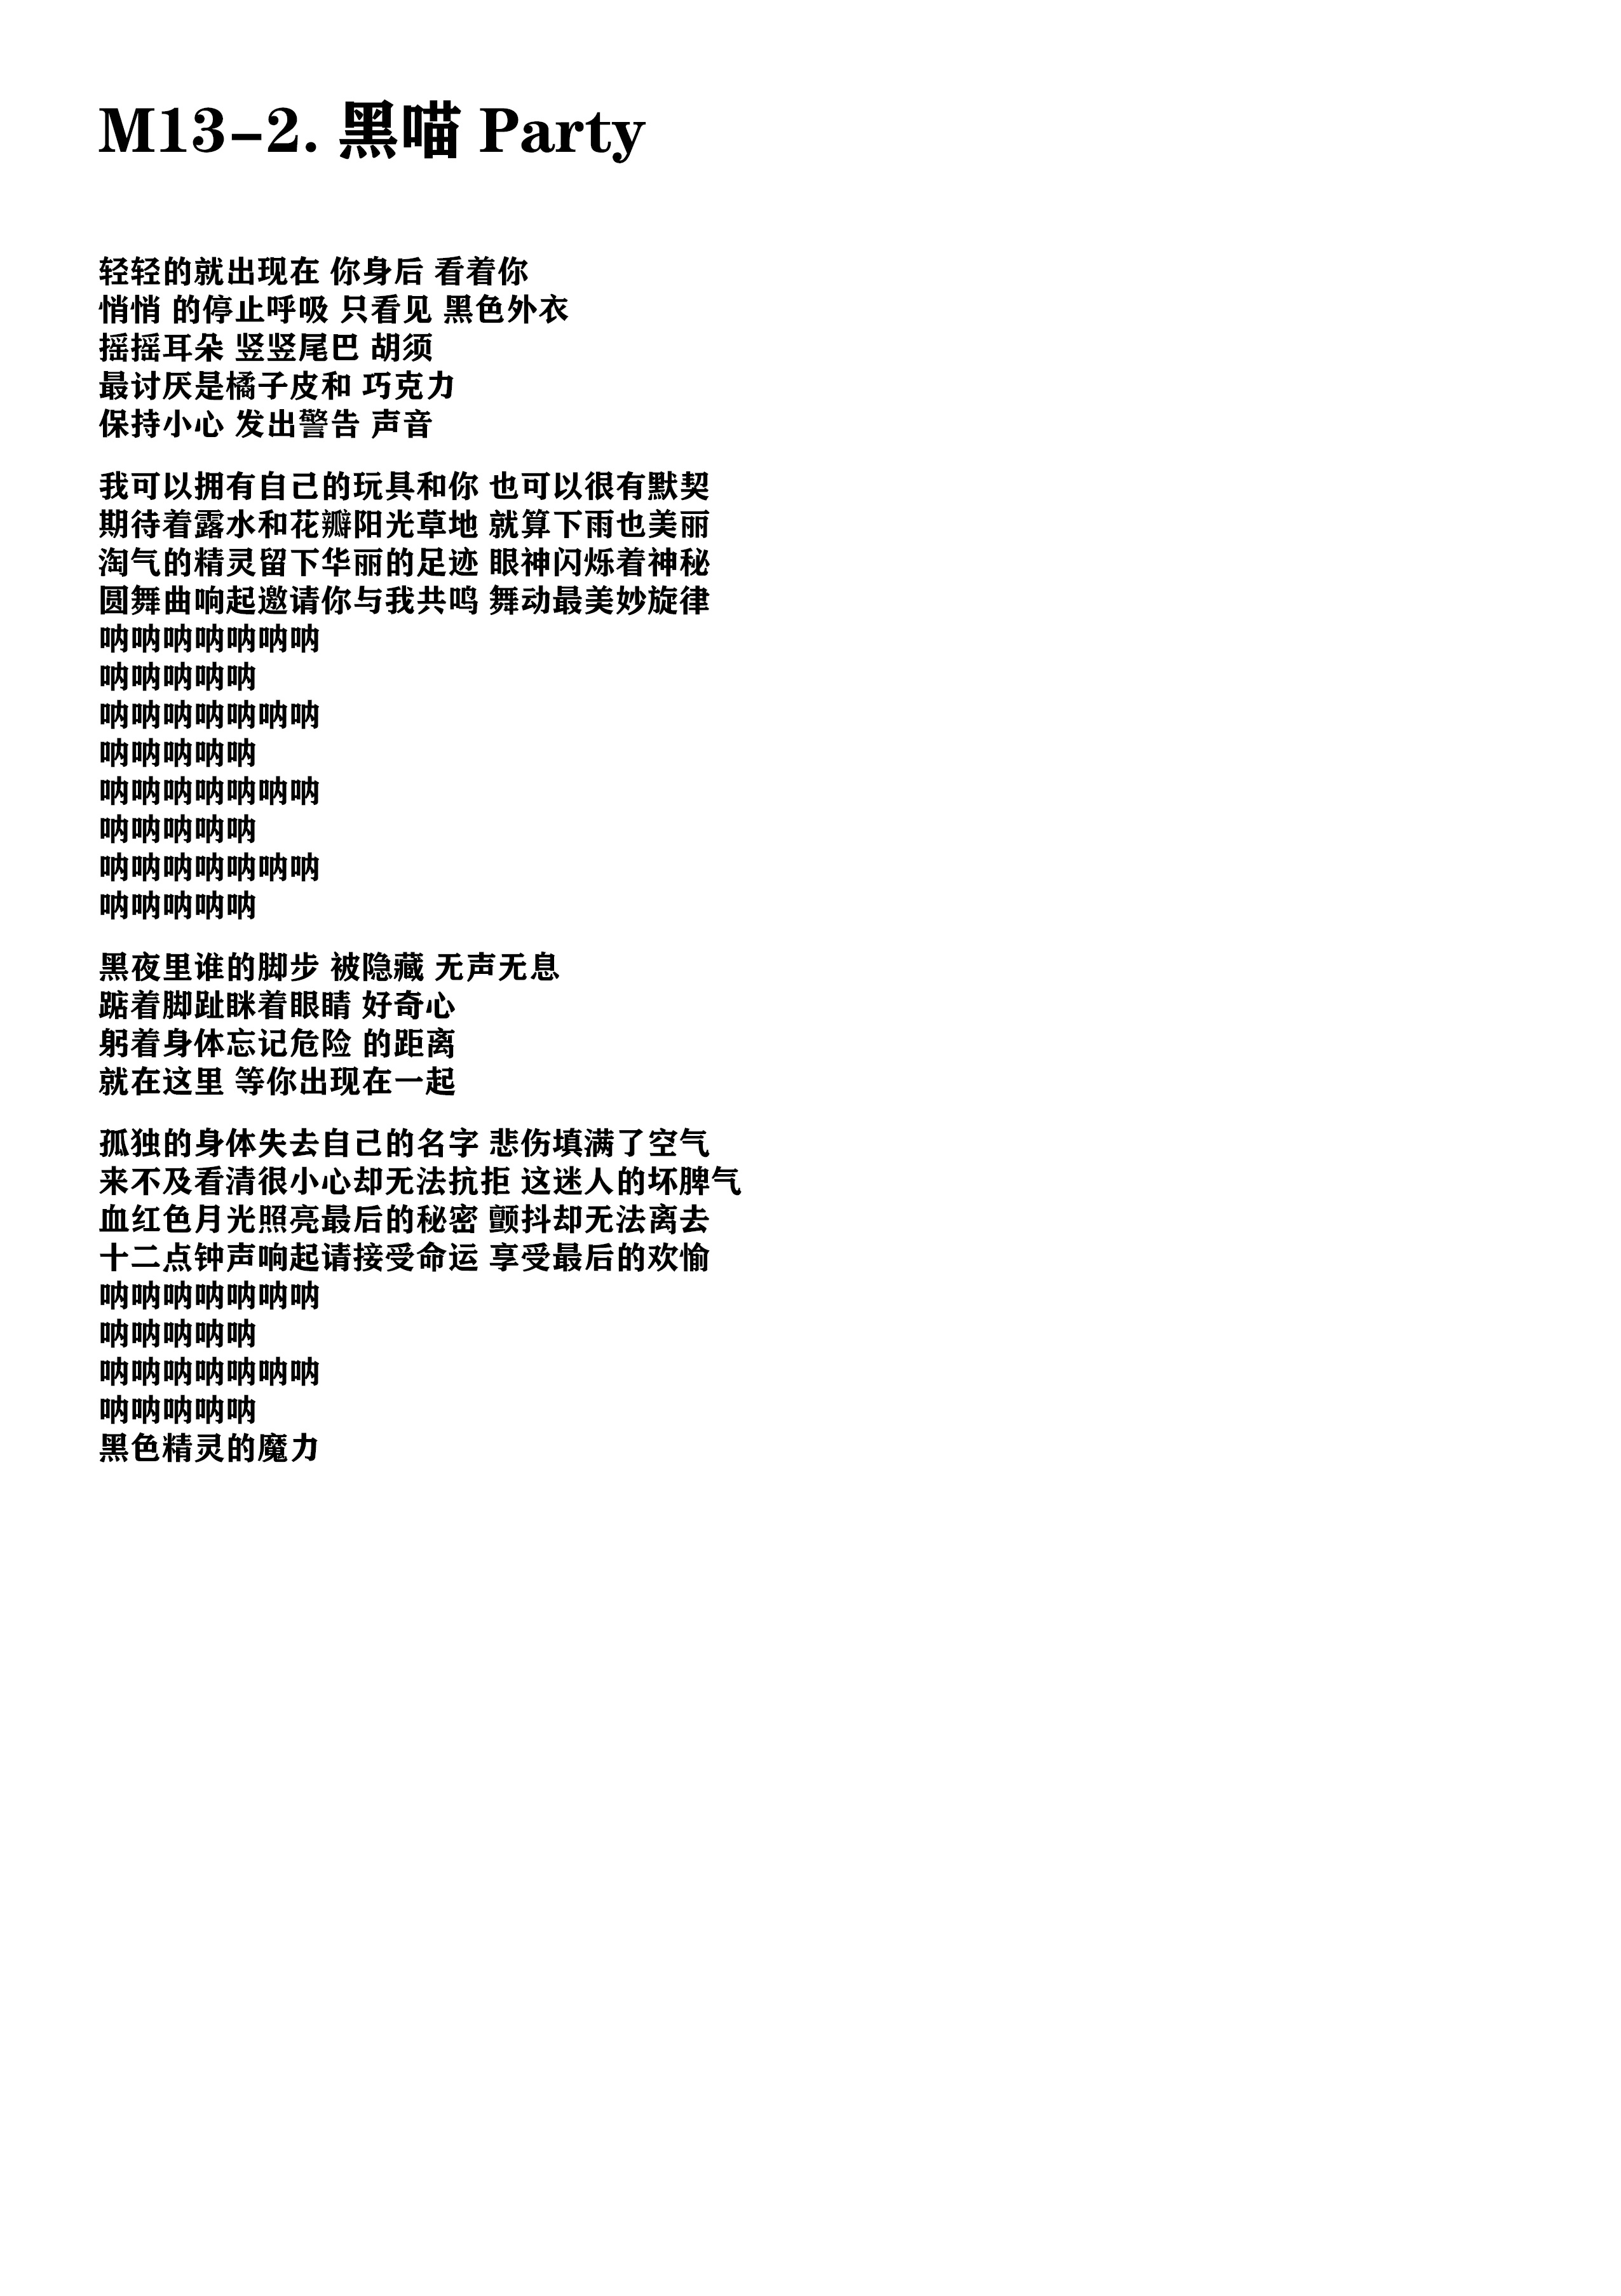 M13-2. 黑喵 Party
轻轻的就出现在 你身后 看着你
悄悄 的停止呼吸 只看见 黑色外衣
摇摇耳朵 竖竖尾巴 胡须
最讨厌是橘子皮和 巧克力
保持小心 发出警告 声音
我可以拥有自己的玩具和你 也可以很有默契
期待着露水和花瓣阳光草地 就算下雨也美丽
淘气的精灵留下华丽的足迹 眼神闪烁着神秘
圆舞曲响起邀请你与我共鸣 舞动最美妙旋律
呐呐呐呐呐呐呐
呐呐呐呐呐
呐呐呐呐呐呐呐
呐呐呐呐呐
呐呐呐呐呐呐呐
呐呐呐呐呐
呐呐呐呐呐呐呐
呐呐呐呐呐
黑夜里谁的脚步 被隐藏 无声无息
踮着脚趾眯着眼睛 好奇心
躬着身体忘记危险 的距离
就在这里 等你出现在一起
孤独的身体失去自己的名字 悲伤填满了空气
来不及看清很小心却无法抗拒 这迷人的坏脾气
血红色月光照亮最后的秘密 颤抖却无法离去
十二点钟声响起请接受命运 享受最后的欢愉
呐呐呐呐呐呐呐
呐呐呐呐呐
呐呐呐呐呐呐呐
呐呐呐呐呐
黑色精灵的魔力